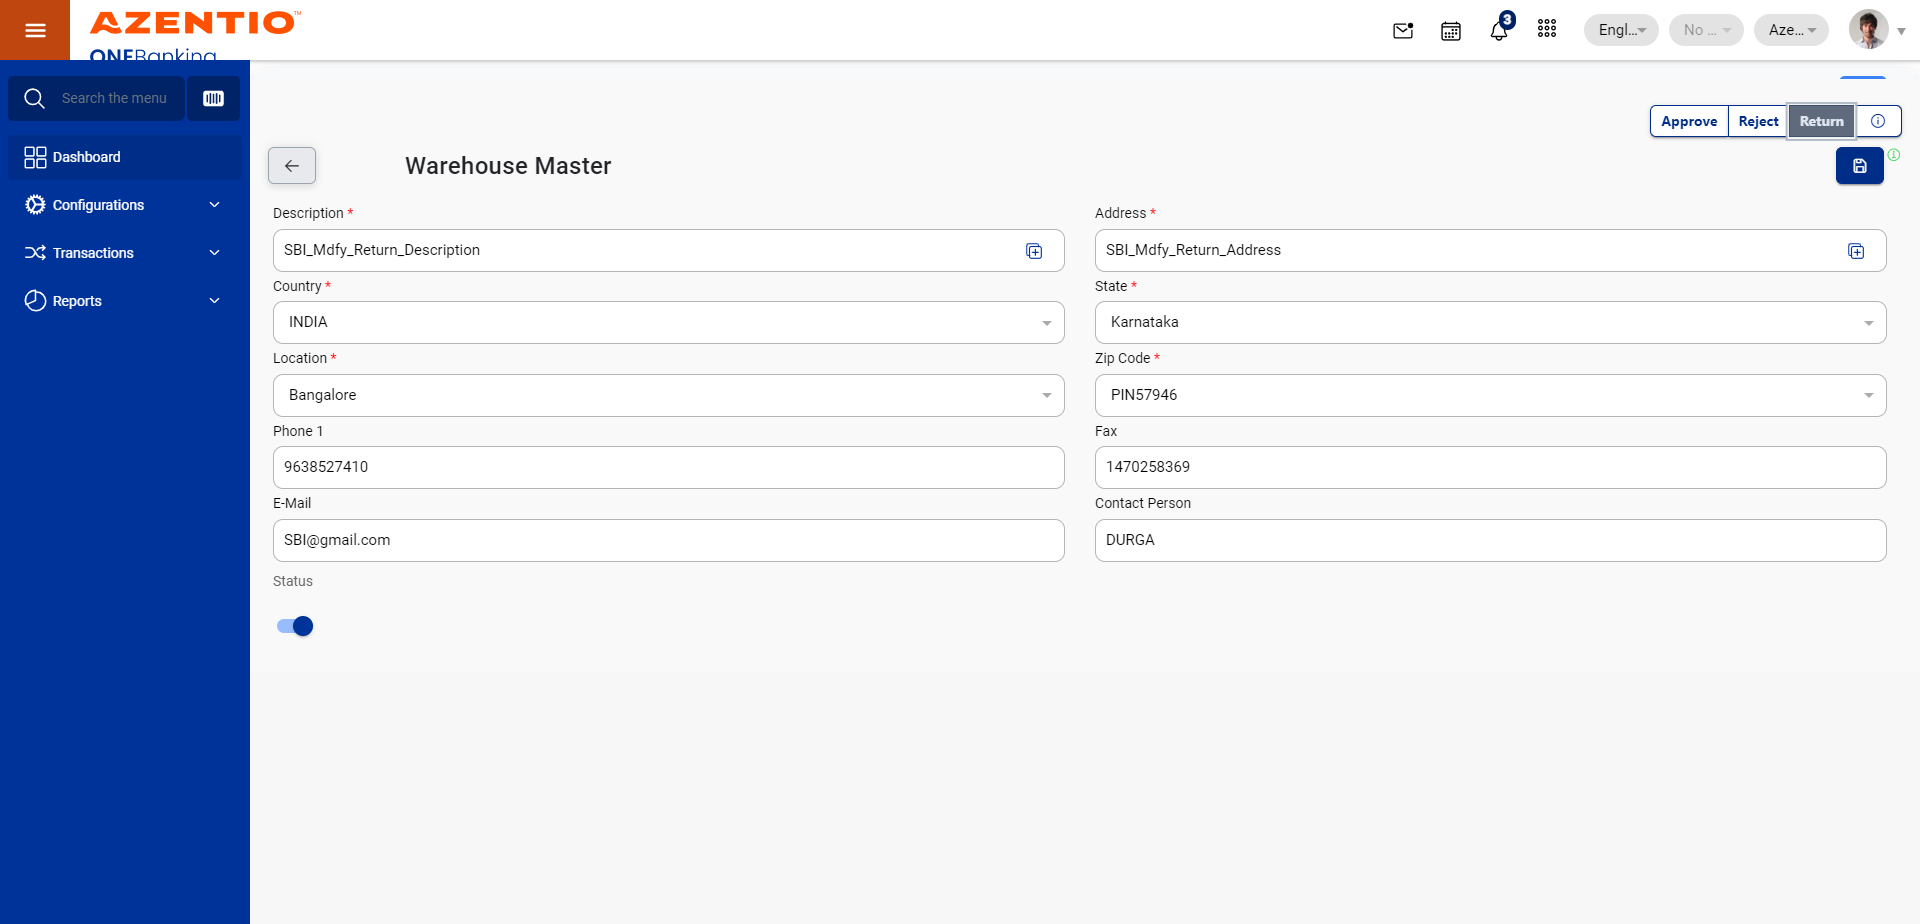 AZENTIO™
ONEBanking
3
Engl...
No ...
Aze...
Search the menu
Dashboard
Configurations
Transactions
Reports
Approve
Reject
Return
Warehouse Master
Description *
Address *
SBI_Mdfy_Return_Description
SBI_Mdfy_Return_Address
Country *
State *
INDIA
Karnataka
Location *
Zip Code *
Bangalore
PIN57946
Phone 1
Fax
9638527410
1470258369
E-Mail
Contact Person
SBI@gmail.com
DURGA
Status